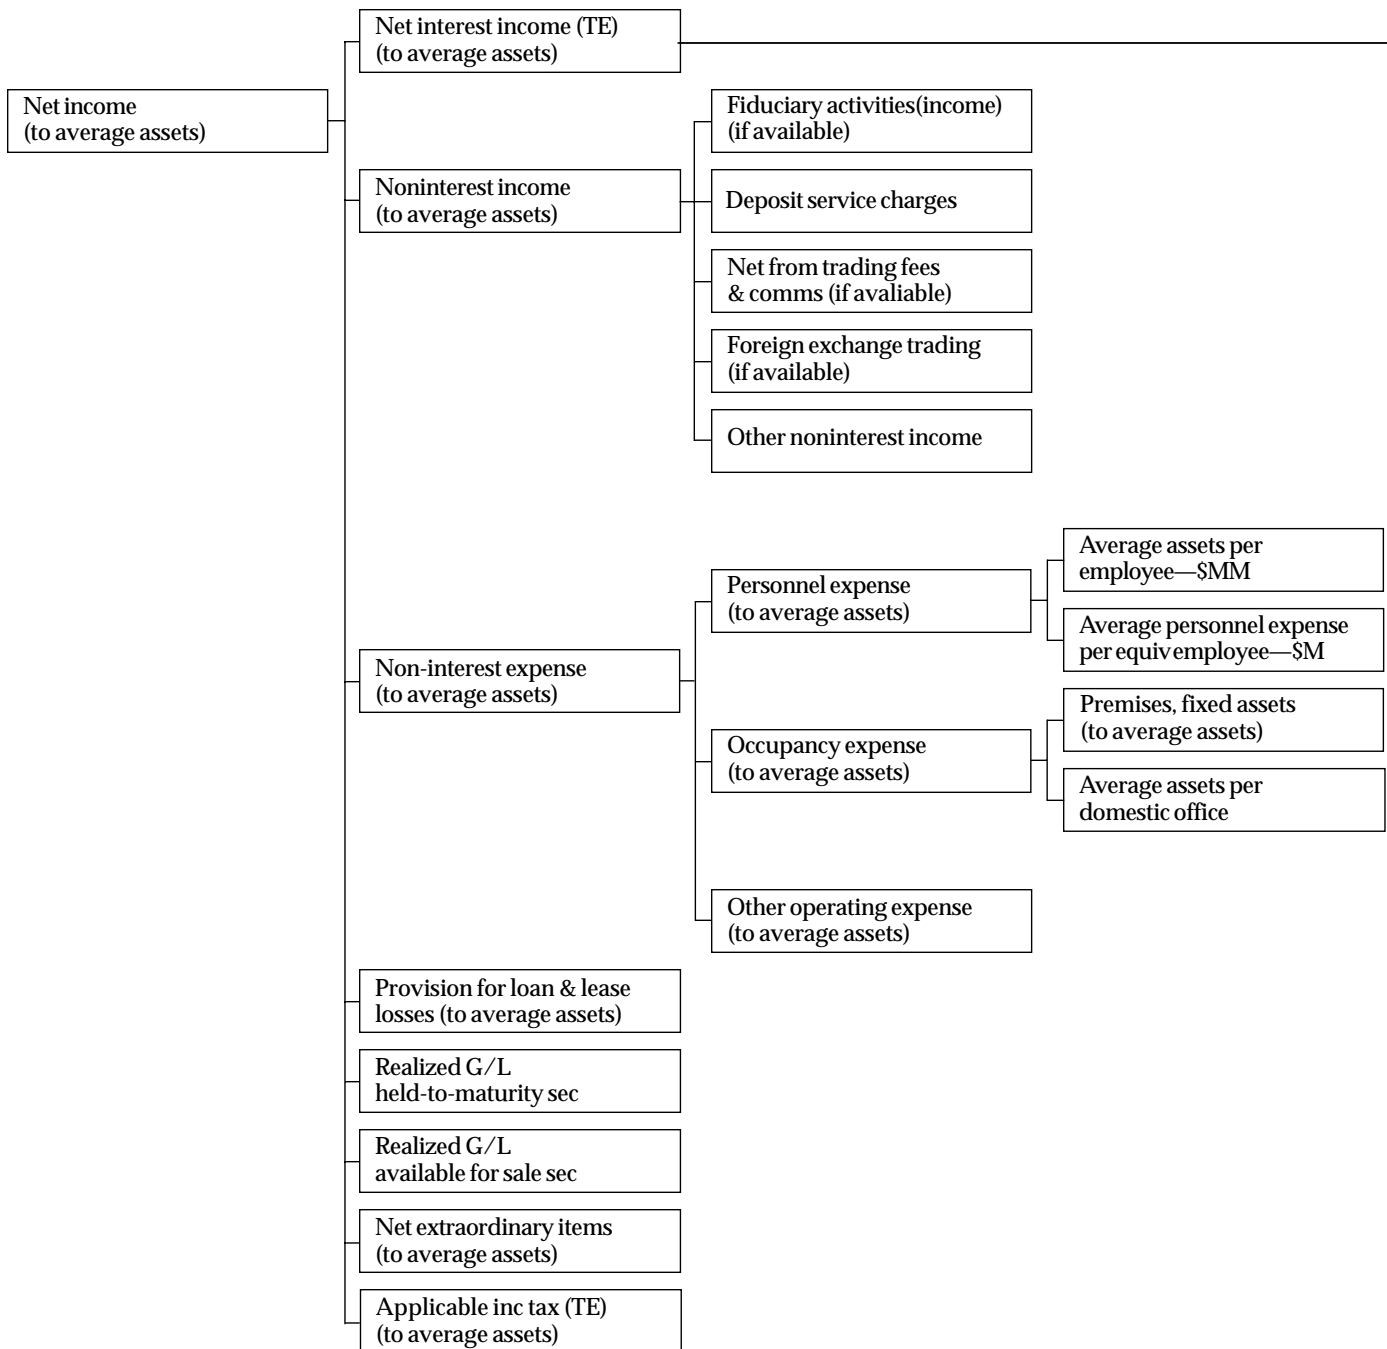 Net interest income (TE)
(to average assets)
Net income
(to average assets)
Fiduciary activities(income)
(if available)
Noninterest income
(to average assets)
Deposit service charges
Net from trading fees
& comms (if avaliable)
Foreign exchange trading
(if available)
Other noninterest income
Average assets per
employee—$MM
Personnel expense
(to average assets)
Average personnel expense
per equiv employee—$M
Non-interest expense
(to average assets)
Premises, fixed assets
(to average assets)
Occupancy expense
(to average assets)
Average assets per
domestic office
Other operating expense
(to average assets)
Provision for loan & lease
losses (to average assets)
Realized G/L
held-to-maturity sec
Realized G/L
available for sale sec
Net extraordinary items
(to average assets)
Applicable inc tax (TE)
(to average assets)